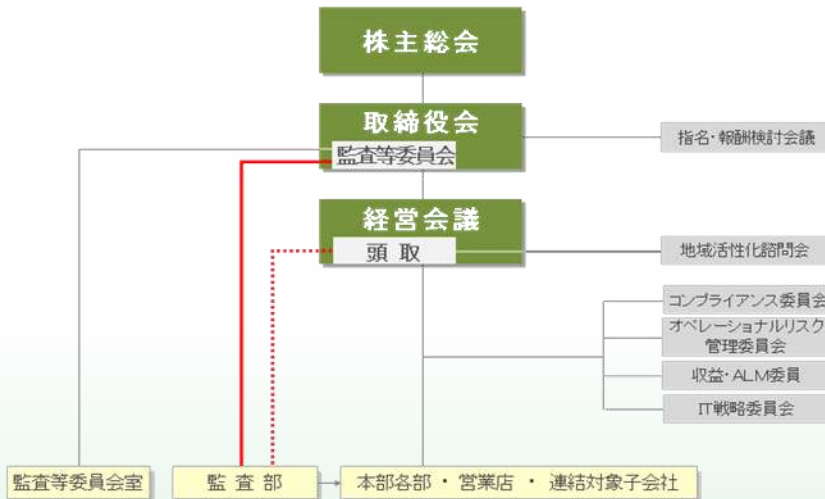 株主総会
取締役会
監査等委員会
指名・報酬検討会議
経営会議
頭取
地域活性化諮問会
コンプライアンス委員会
オペレーショナルリスク
管理委員会
収益・ALM委員
IT戦略委員会
監査等委員会室
監査部
本部各部・営業店・連結対象子会社